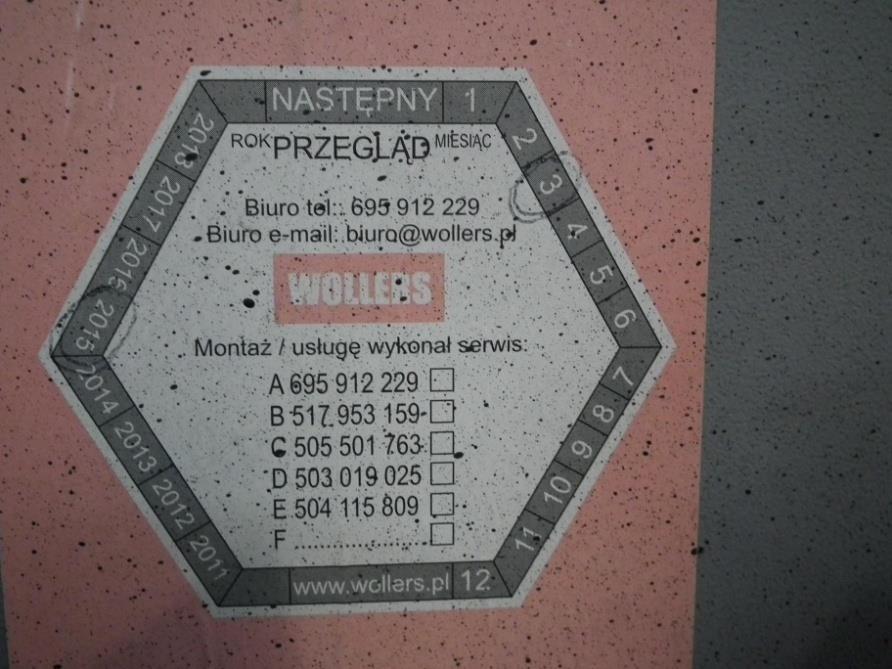 NASTĘPNY 1
ROK PRZEGLĄD MIESIĄC
2
3
4
5
6
7
8
9
10
11
Biuro tel.: 695 912 229
Biuro e-mail: biuro@wollers.pl
WOLLERS
Montaż / usługę wykonał serwis:
A 695 912 229
B 517 953 159
C 505 501 763
D 503 019 025
E 504 115 809
F ......................
www.wollers.pl 12
2011
2012
2013
2014
2015
2017